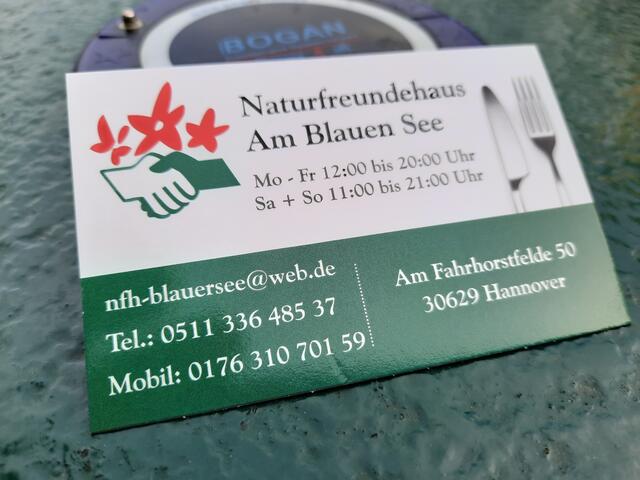 BOGAN
Naturfreundehaus
Am Blauen See
Mo - Fr 12:00 bis 20:00 Uhr
Sa + So 11:00 bis 21:00 Uhr
nfh-blauersee@web.de
Tel.: 0511 336 485 37
Mobil: 0176 310 701 59
Am Fahrhorstfelde 50
30629 Hannover